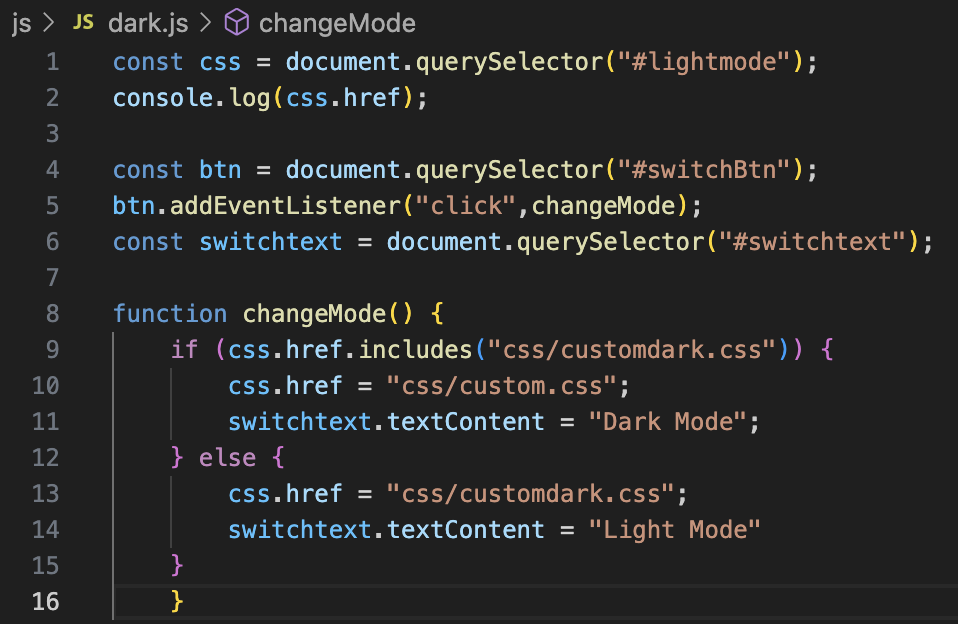 js > JS dark.js > changeMode
1 const css = document.querySelector("#lightmode");
2 console.log(css.href);
3
4 const btn = document.querySelector("#switchBtn");
5 btn.addEventListener("click",changeMode);
6 const switchtext = document.querySelector("#switchtext");
7
8 function changeMode() {
9     if (css.href.includes("css/customdark.css")) {
10         css.href = "css/custom.css";
11         switchtext.textContent = "Dark Mode";
12     } else {
13         css.href = "css/customdark.css";
14         switchtext.textContent = "Light Mode"
15     }
16     }